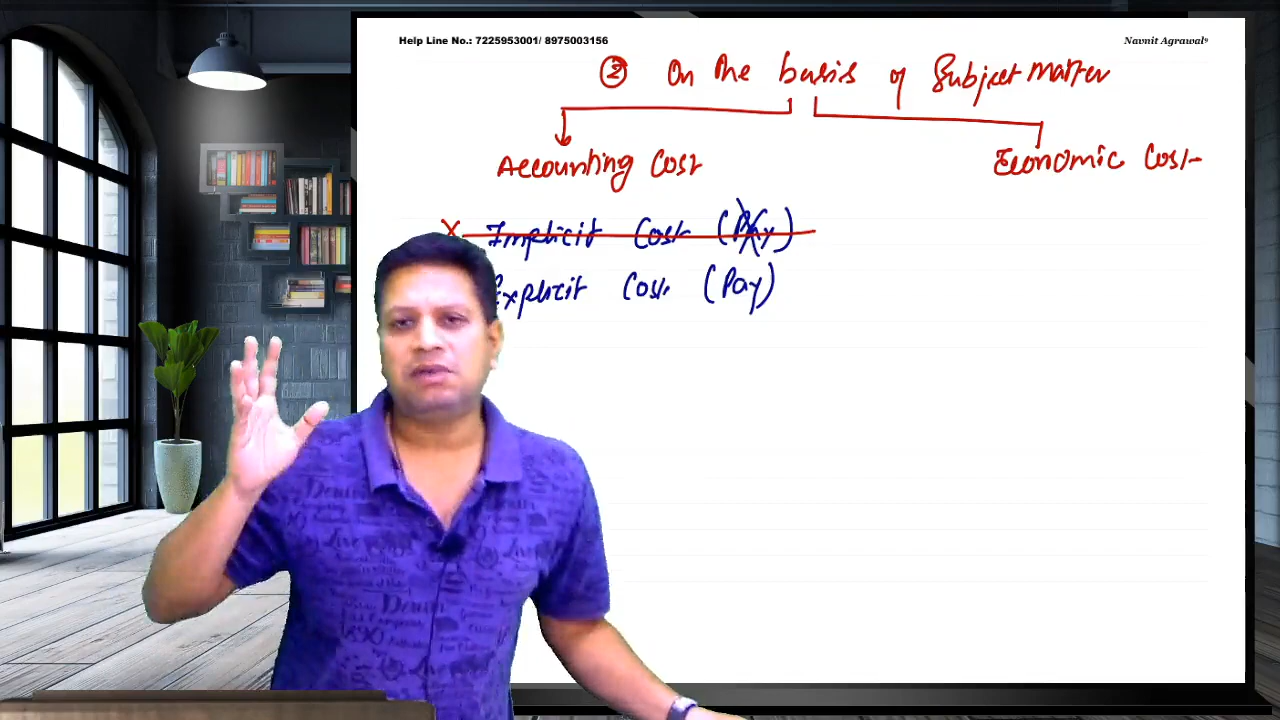 Help Line No.: 7225953001/ 8975003156
Navnit Agrawal
② On the basis of Subject Matter
Accounting Cost
Economic Cost
X Implicit Cost (Pay)
Explicit Cost (Pay)